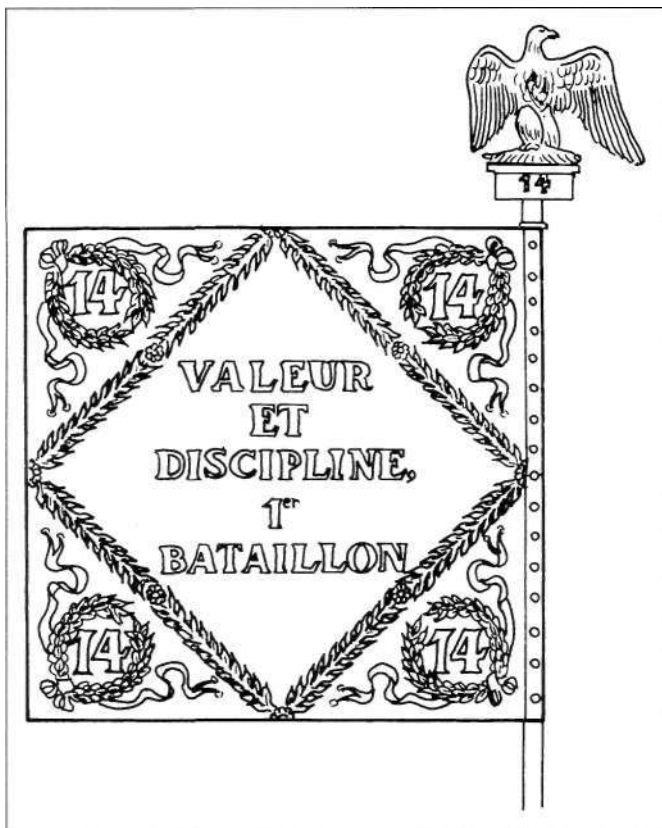 14
14 14
VALEUR
ET
DISCIPLINE,
1er
BATAILLON
14 14